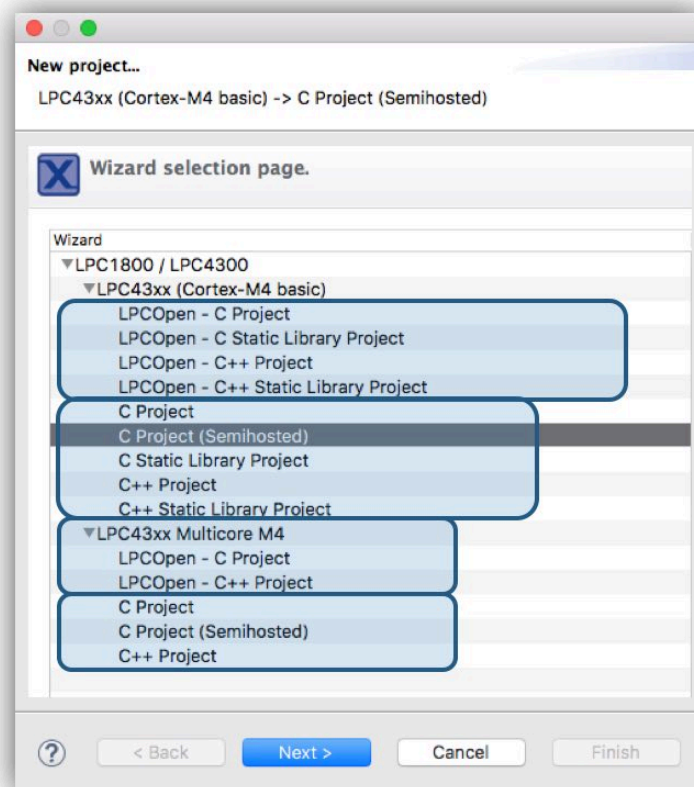 New project...
LPC43xx (Cortex-M4 basic) -> C Project (Semihosted)
X
Wizard selection page.
Wizard
LPC1800 / LPC4300
LPC43xx (Cortex-M4 basic)
LPCOpen - C Project
LPCOpen - C Static Library Project
LPCOpen - C++ Project
LPCOpen - C++ Static Library Project
C Project
C Project (Semihosted)
C Static Library Project
C++ Project
C++ Static Library Project
LPC43xx Multicore M4
LPCOpen - C Project
LPCOpen - C++ Project
C Project
C Project (Semihosted)
C++ Project
? < Back Next > Cancel Finish